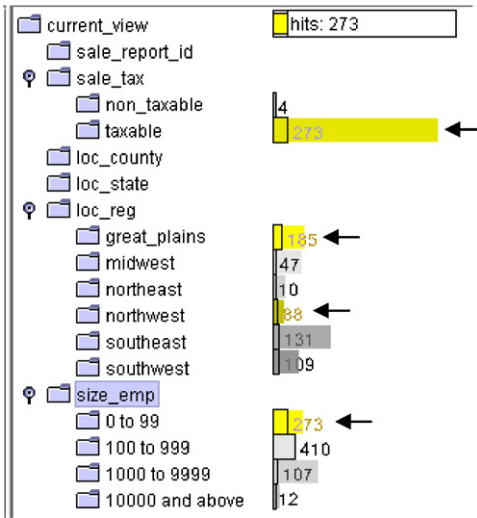 current_view hits: 273
sale_report_id
sale_tax
non_taxable 4
taxable 273
loc_county
loc_state
loc_reg
great_plains 185
midwest 47
northeast 10
northwest 88
southeast 131
southwest 109
size_emp
0 to 99 273
100 to 999 410
1000 to 9999 107
10000 and above 12